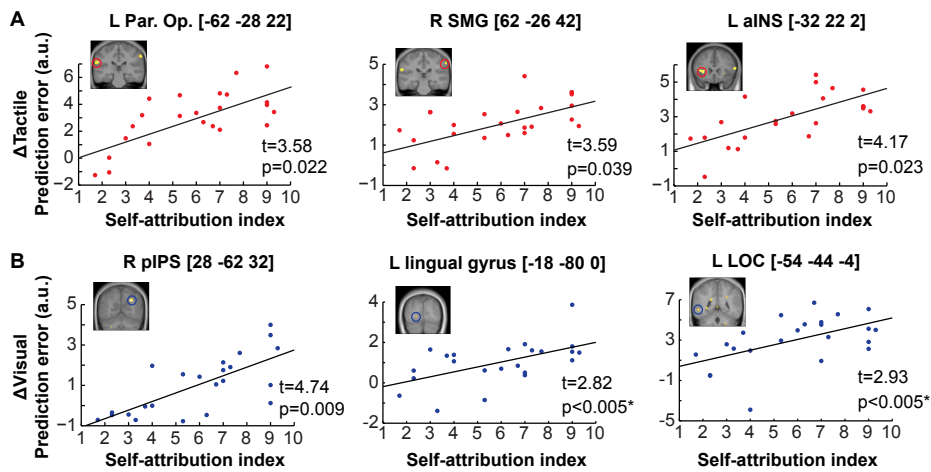 A
L Par. Op. [-62 -28 22]
R SMG [62 -26 42]
L aINS [-32 22 2]
ΔTactile
Prediction error (a.u.)
6
4
2
0
−2
t=3.58
p=0.022
1 2 3 4 5 6 7 8 9 10
Self-attribution index
5
3
1
−1
t=3.59
p=0.039
1 2 3 4 5 6 7 8 9 10
Self-attribution index
5
3
1
−1
t=4.17
p=0.023
1 2 3 4 5 6 7 8 9 10
Self-attribution index
B
R pIPS [28 -62 32]
L lingual gyrus [-18 -80 0]
L LOC [-54 -44 -4]
ΔVisual
Prediction error (a.u.)
5
3
1
−1
t=4.74
p=0.009
1 2 3 4 5 6 7 8 9 10
Self-attribution index
4
2
0
−2
t=2.82
p<0.005*
1 2 3 4 5 6 7 8 9 10
Self-attribution index
7
3
−1
−5
t=2.93
p<0.005*
1 2 3 4 5 6 7 8 9 10
Self-attribution index